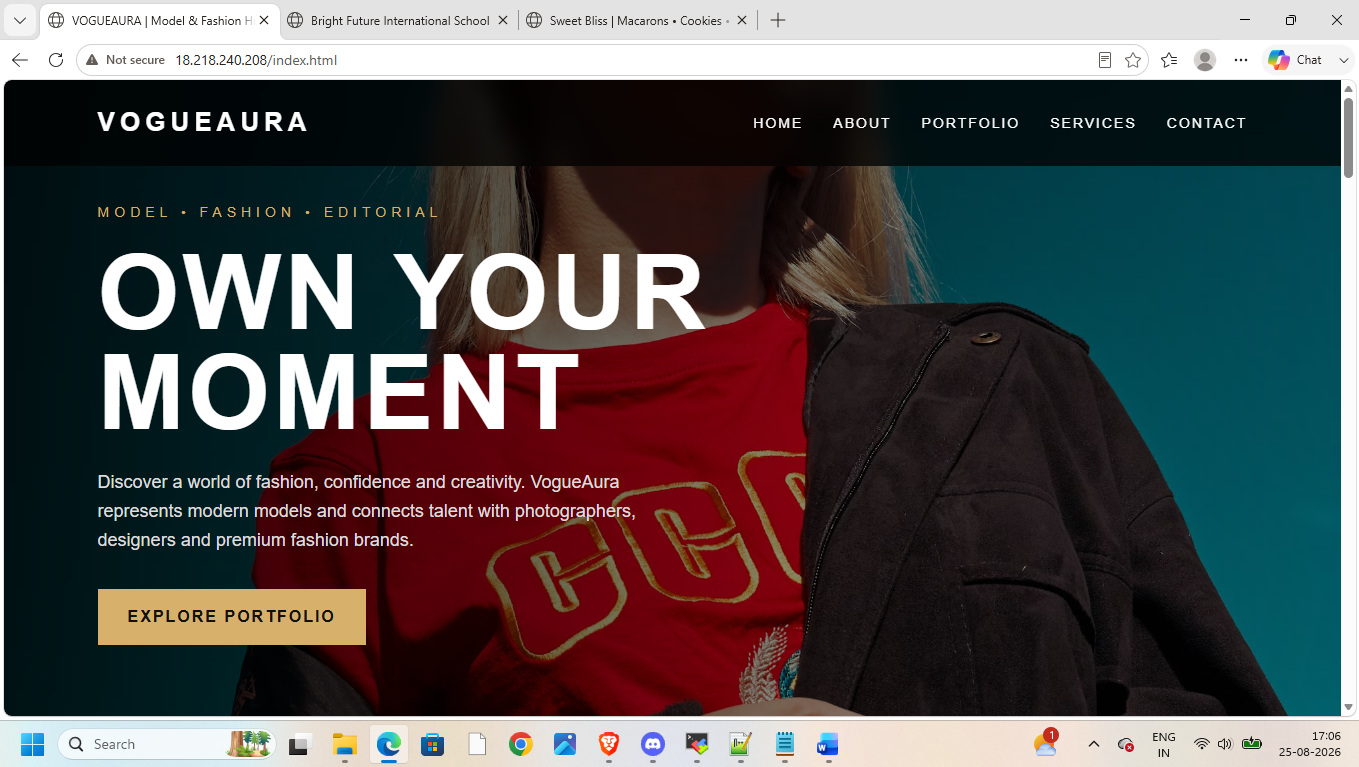 VOGUEAURA | Model & Fashion H
Bright Future International School
Sweet Bliss | Macarons • Cookies •
Not secure
18.218.240.208/index.html
Chat
VOGUEAURA
HOME
ABOUT
PORTFOLIO
SERVICES
CONTACT
MODEL • FASHION • EDITORIAL
OWN YOUR
MOMENT
Discover a world of fashion, confidence and creativity. VogueAura
represents modern models and connects talent with photographers,
designers and premium fashion brands.
EXPLORE PORTFOLIO
Search
1
ENG
IN
17:06
25-08-2026